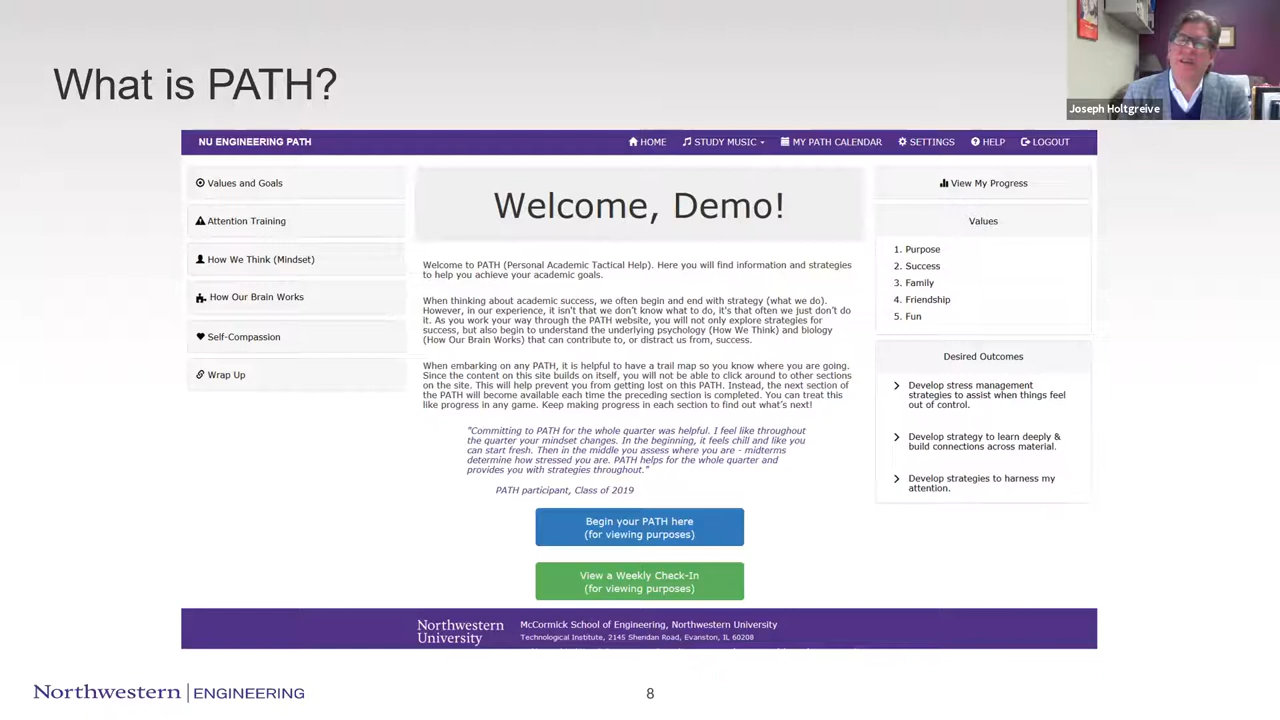 What is PATH?
Joseph Holtgreive
NU ENGINEERING PATH
HOME
STUDY MUSIC
MY PATH CALENDAR
SETTINGS
HELP
LOGOUT
Values and Goals
Attention Training
How We Think (Mindset)
How Our Brain Works
Self-Compassion
Wrap Up
Welcome, Demo!
Welcome to PATH (Personal Academic Tactical Help). Here you will find information and strategies
to help you achieve your academic goals.
When thinking about academic success, we often begin and end with strategy (what we do).
However, in our experience, it isn't that we don't know what to do, it's that often we just don't do
it. As you work your way through the PATH website, you will not only explore strategies for
success, but also begin to understand the underlying psychology (How We Think) and biology
(How Our Brain Works) that can contribute to, or distract us from, success.
When embarking on any PATH, it is helpful to have a trail map so you know where you are going.
Since the content on this site builds on itself, you will not be able to click around to other sections
on the site. This will help prevent you from getting lost on this PATH. Instead, the next section of
the PATH will become available each time the preceding section is completed. You can treat this
like progress in any game. Keep making progress in each section to find out what's next!
"Committing to PATH for the whole quarter was helpful. I feel like throughout
the quarter your mindset changes. In the beginning, it feels chill and like you
can start fresh. Then in the middle you assess where you are - midterms
determine how stressed you are. PATH helps for the whole quarter and
provides you with strategies throughout."
PATH participant, Class of 2019
Begin your PATH here
(for viewing purposes)
View a Weekly Check-In
(for viewing purposes)
View My Progress
Values
1. Purpose
2. Success
3. Family
4. Friendship
5. Fun
Desired Outcomes
Develop stress management
strategies to assist when things feel
out of control.
Develop strategy to learn deeply &
build connections across material.
Develop strategies to harness my
attention.
Northwestern
University
McCormick School of Engineering, Northwestern University
Technological Institute, 2145 Sheridan Road, Evanston, IL 60208
Northwestern | ENGINEERING
8